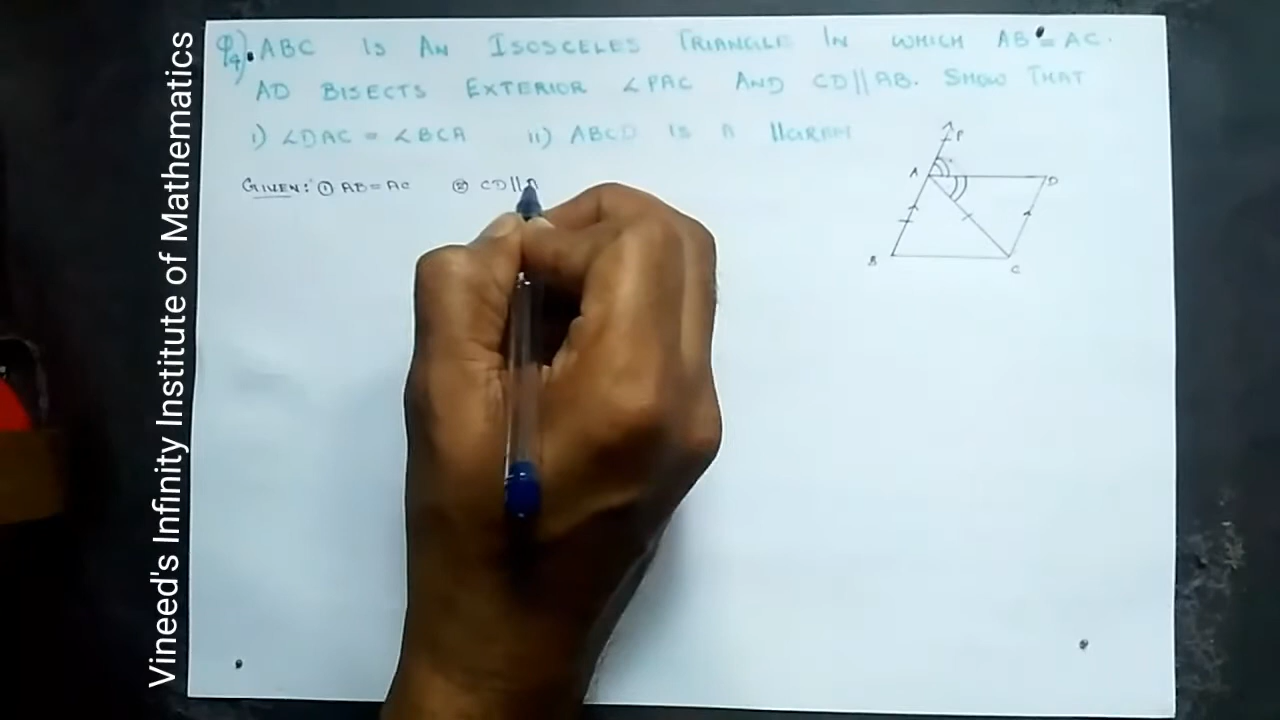 Q4) ABC IS AN ISOSCELES TRIANGLE IN WHICH AB = AC.
AD BISECTS EXTERIOR ∠PAC AND CD||AB. SHOW THAT
i) ∠DAC = ∠BCA ii) ABCD IS A ||GRAM
GIVEN: ① AB=AC ② CD||
P
A
D
B
C
Vineed's Infinity Institute of Mathematics